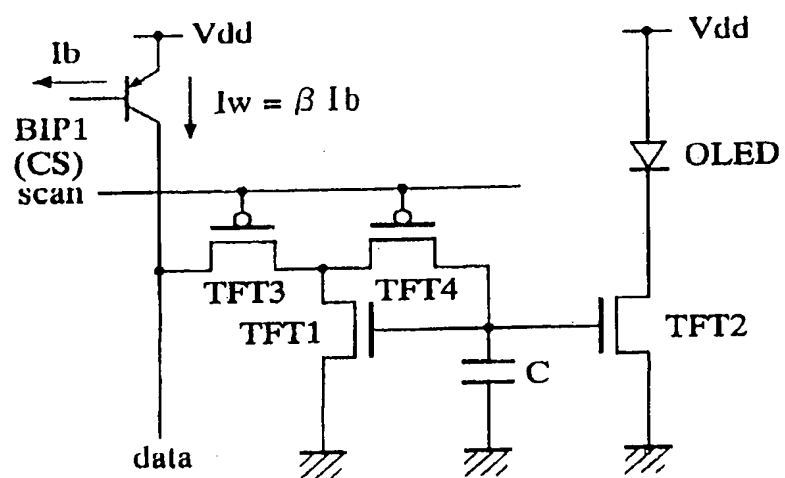 Vdd
Vdd
Ib
Iw = β Ib
BIP1
(CS)
scan
OLED
TFT3
TFT4
TFT1
TFT2
C
data